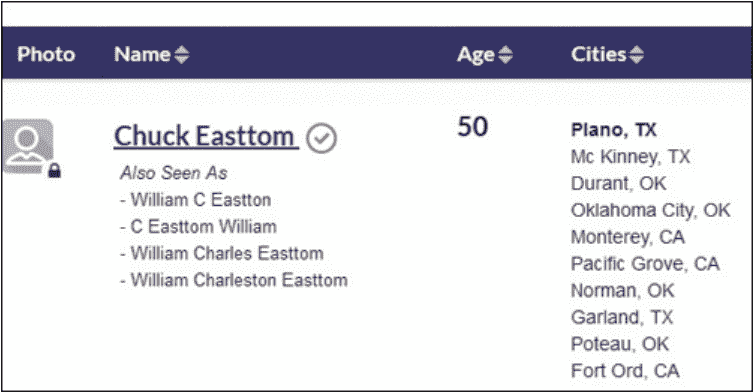 Photo Name Age Cities
Chuck Easttom 50 Plano, TX
Also Seen As Mc Kinney, TX
- William C Eastton Durant, OK
- C Easttom William Oklahoma City, OK
- William Charles Easttom Monterey, CA
- William Charleston Easttom Pacific Grove, CA
Norman, OK
Garland, TX
Poteau, OK
Fort Ord, CA